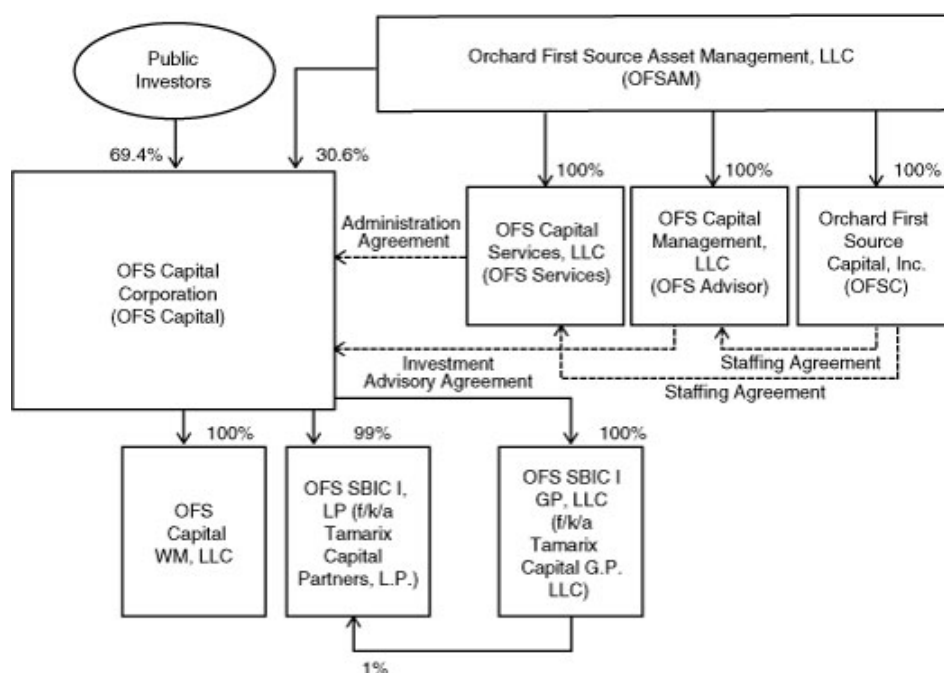 Public
Investors
Orchard First Source Asset Management, LLC
(OFSAM)
69.4%
30.6%
100%
100%
100%
OFS Capital
Corporation
(OFS Capital)
Administration
Agreement
OFS Capital
Services, LLC
(OFS Services)
OFS Capital
Management,
LLC
(OFS Advisor)
Orchard First
Source
Capital, Inc.
(OFSC)
Investment
Advisory Agreement
Staffing Agreement
Staffing Agreement
100%
99%
100%
OFS
Capital
WM, LLC
OFS SBIC I,
LP (f/k/a
Tamarix
Capital
Partners, L.P.)
OFS SBIC I
GP, LLC
(f/k/a
Tamarix
Capital G.P.
LLC)
1%